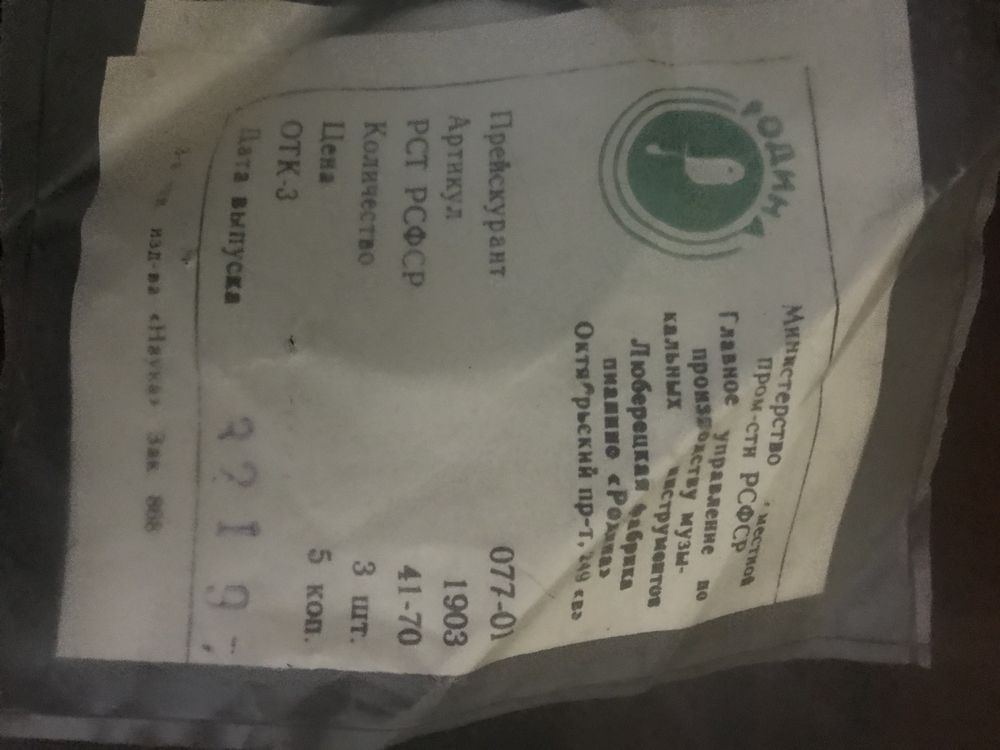 РОДИНА
Министерство местной
пром-сти РСФСР
Главное управление по
производству музы-
кальных инструментов
Люберецкая фабрика
пианино «Родина»
Октябрьский пр-т, 249 «в»
Прейскурант 077-01
Артикул 1903
РСТ РСФСР 41-70
Количество 3 шт.
Цена 5 коп.
ОТК-3
Дата выпуска
изд-ва «Наука» Зак. 808